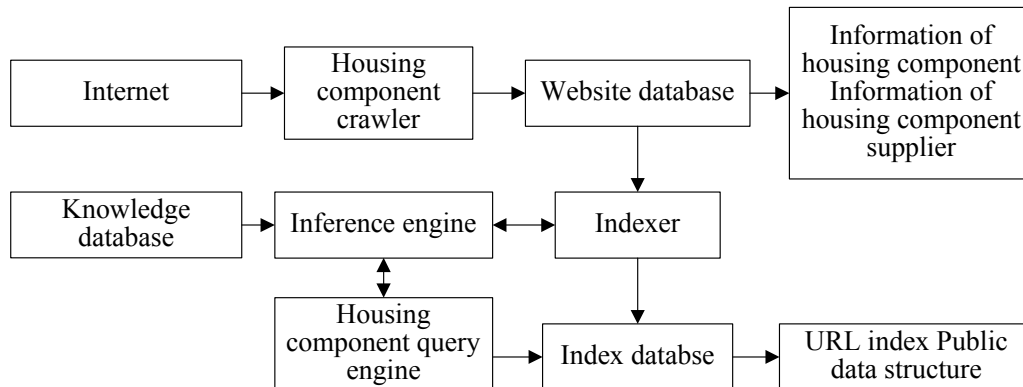 Internet
Housing
component
crawler
Website database
Information of
housing component
Information of
housing component
supplier
Knowledge
database
Inference engine
Indexer
Housing
component query
engine
Index databse
URL index Public
data structure